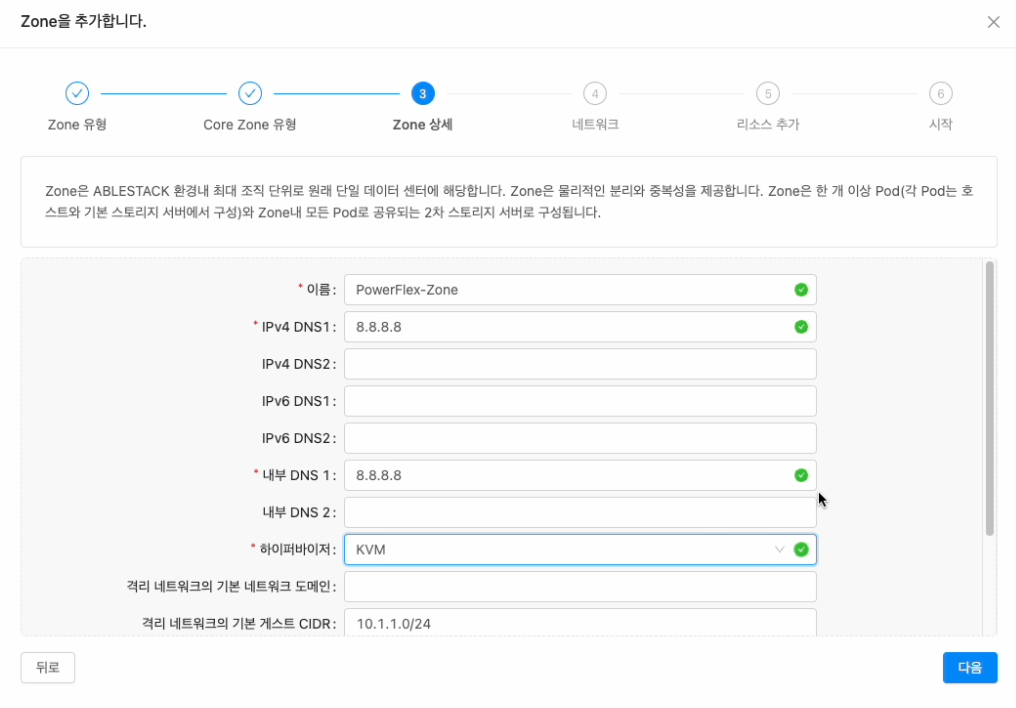 Zone을 추가합니다.
3
4
5
6
Zone 유형
Core Zone 유형
Zone 상세
네트워크
리소스 추가
시작
Zone은 ABLESTACK 환경내 최대 조직 단위로 원래 단일 데이터 센터에 해당합니다. Zone은 물리적인 분리와 중복성을 제공합니다. Zone은 한 개 이상 Pod(각 Pod는 호
스트와 기본 스토리지 서버에서 구성)와 Zone내 모든 Pod로 공유되는 2차 스토리지 서버로 구성됩니다.
* 이름: PowerFlex-Zone
* IPv4 DNS1: 8.8.8.8
IPv4 DNS2:
IPv6 DNS1:
IPv6 DNS2:
* 내부 DNS 1: 8.8.8.8
내부 DNS 2:
* 하이퍼바이저: KVM
격리 네트워크의 기본 네트워크 도메인:
격리 네트워크의 기본 게스트 CIDR: 10.1.1.0/24
뒤로
다음